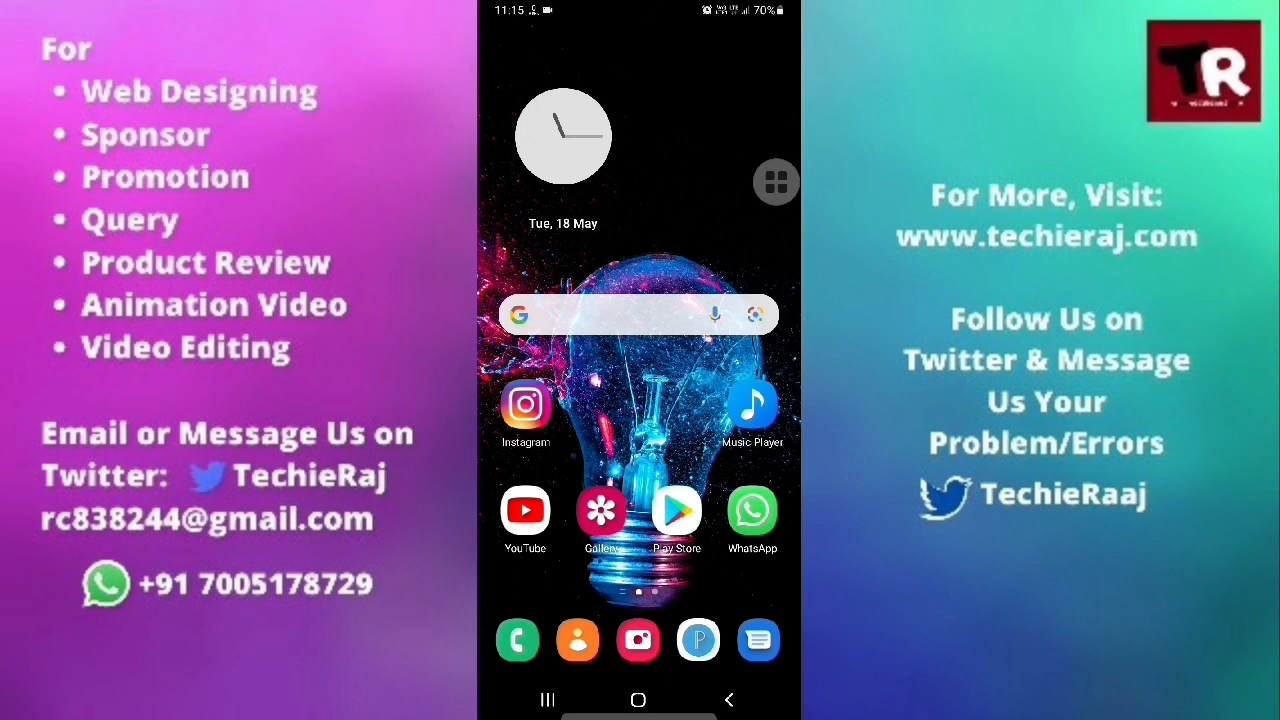 For
• Web Designing
• Sponsor
• Promotion
• Query
• Product Review
• Animation Video
• Video Editing
Email or Message Us on
Twitter: TechieRaj
rc838244@gmail.com
+91 7005178729
11:15
70%
Tue, 18 May
Instagram
Music Player
YouTube
Gallery
Play Store
WhatsApp
TR
For More, Visit:
www.techieraj.com
Follow Us on
Twitter & Message
Us Your
Problem/Errors
TechieRaaj